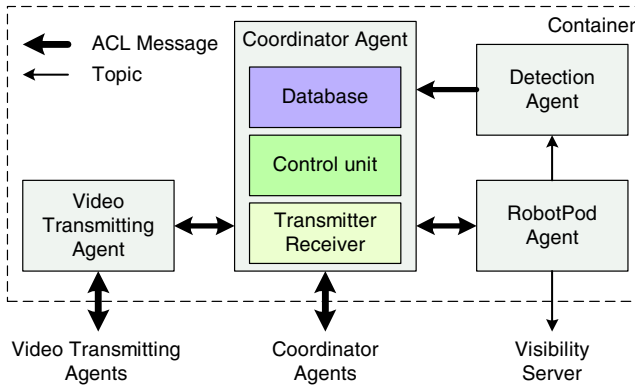 Container
ACL Message
Topic
Coordinator Agent
Database
Control unit
Transmitter
Receiver
Detection
Agent
Video
Transmitting
Agent
RobotPod
Agent
Video Transmitting
Agents
Coordinator
Agents
Visibility
Server